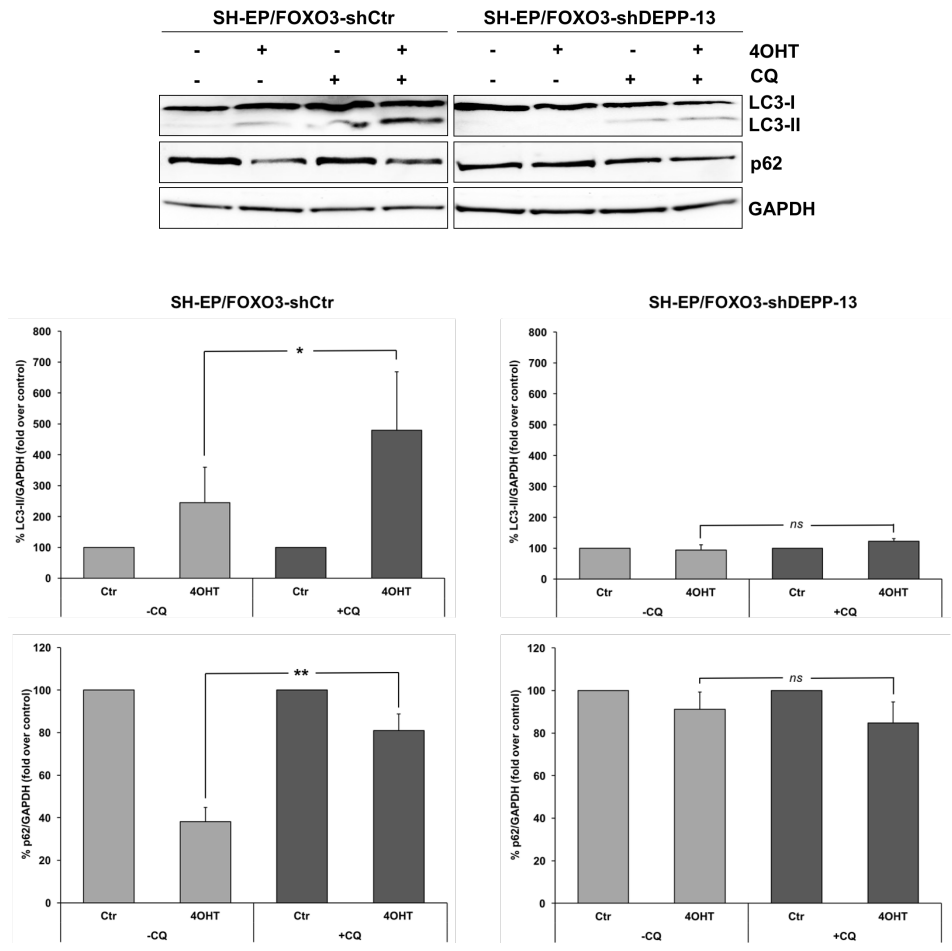 SH-EP/FOXO3-shCtr SH-EP/FOXO3-shDEPP-13
- + - + - + - + 4OHT
- - + + - - + + CQ
LC3-I
LC3-II
p62
GAPDH
SH-EP/FOXO3-shCtr
% LC3-II/GAPDH (fold over control)
800
700
600
500
400
300
200
100
0
*
Ctr 4OHT Ctr 4OHT
-CQ +CQ
SH-EP/FOXO3-shDEPP-13
% LC3-II/GAPDH (fold over control)
800
700
600
500
400
300
200
100
0
ns
Ctr 4OHT Ctr 4OHT
-CQ +CQ
% p62/GAPDH (fold over control)
120
100
80
60
40
20
0
**
Ctr 4OHT Ctr 4OHT
-CQ +CQ
% p62/GAPDH (fold over control)
120
100
80
60
40
20
0
ns
Ctr 4OHT Ctr 4OHT
-CQ +CQ